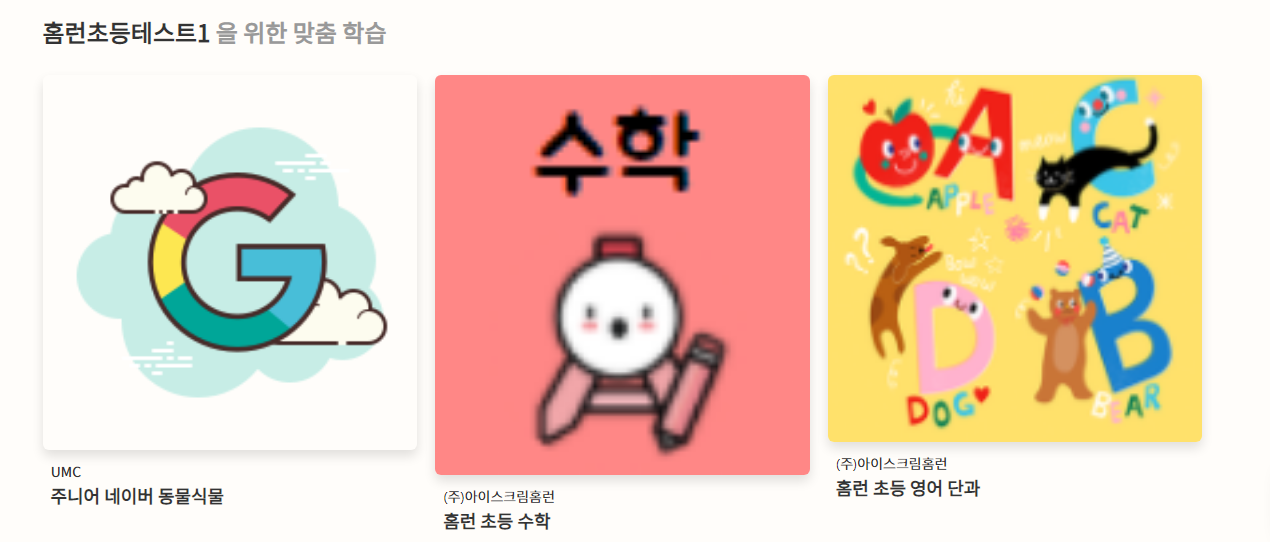 홈런초등테스트1 을 위한 맞춤 학습
G
수학
A
C
meow
APPLE
CAT
??
Bow
wow
D
B
DOG
BEAR
UMC
주니어 네이버 동물식물
(주)아이스크림홈런
홈런 초등 수학
(주)아이스크림홈런
홈런 초등 영어 단과